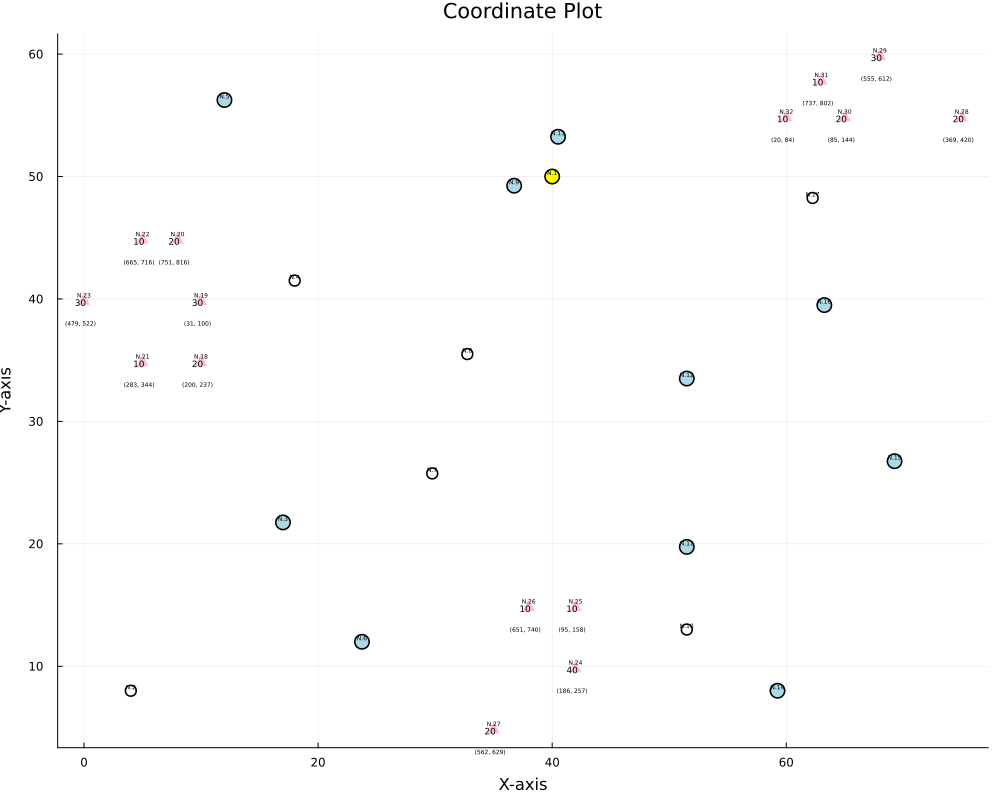 Coordinate Plot
60
50
40
30
20
10
Y-axis
0
20
40
60
X-axis
N.29
30
(555, 612)
N.31
10
(737, 802)
N.32
10
(20, 84)
N.30
20
(85, 144)
N.28
20
(369, 420)
N.22
10
(665, 716)
N.20
20
(751, 816)
N.23
30
(479, 522)
N.19
30
(31, 100)
N.21
10
(283, 344)
N.18
20
(200, 237)
N.26
10
(651, 740)
N.25
10
(95, 158)
N.24
40
(186, 257)
N.27
20
(562, 629)